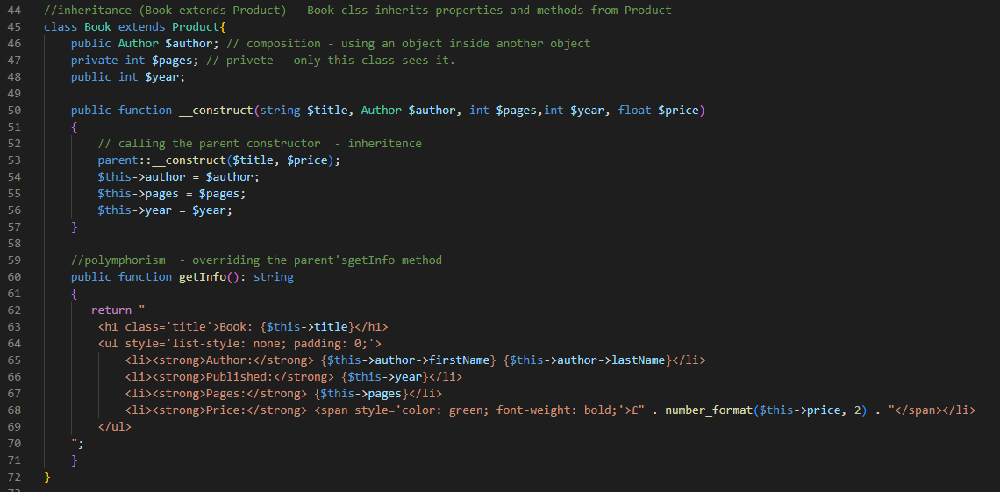 44 //inheritance (Book extends Product) - Book clss inherits properties and methods from Product
45 class Book extends Product{
46     public Author $author; // composition - using an object inside another object
47     private int $pages; // privete - only this class sees it.
48     public int $year;
49
50     public function __construct(string $title, Author $author, int $pages,int $year, float $price)
51     {
52         // calling the parent constructor  - inheritence
53         parent::__construct($title, $price);
54         $this->author = $author;
55         $this->pages = $pages;
56         $this->year = $year;
57     }
58
59     //polymphorism  - overriding the parent'sgetInfo method
60     public function getInfo(): string
61     {
62        return "
63         <h1 class='title'>Book: {$this->title}</h1>
64         <ul style='list-style: none; padding: 0;'>
65             <li><strong>Author:</strong> {$this->author->firstName} {$this->author->lastName}</li>
66             <li><strong>Published:</strong> {$this->year}</li>
67             <li><strong>Pages:</strong> {$this->pages}</li>
68             <li><strong>Price:</strong> <span style='color: green; font-weight: bold;'>£" . number_format($this->price, 2) . "</span></li>
69         </ul>
70     ";
71     }
72 }